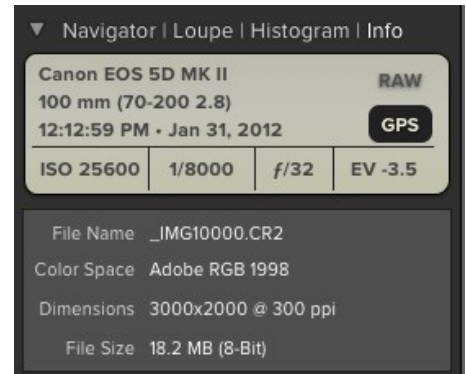 ▼ Navigator | Loupe | Histogram | Info
Canon EOS 5D MK II RAW
100 mm (70-200 2.8)
12:12:59 PM • Jan 31, 2012 GPS
ISO 25600 1/8000 ƒ/32 EV -3.5
File Name _IMG10000.CR2
Color Space Adobe RGB 1998
Dimensions 3000x2000 @ 300 ppi
File Size 18.2 MB (8-Bit)